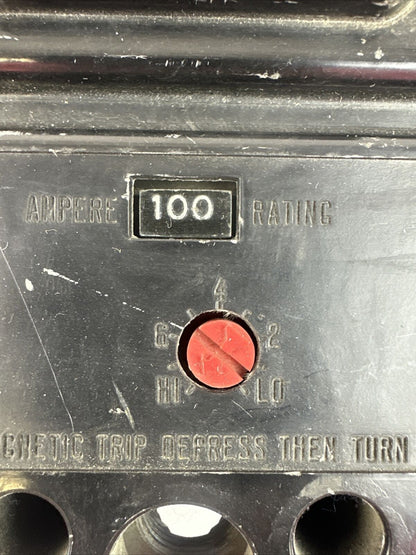 AMPERE 100 RATING
4
6 2
HI LO
GNETIC TRIP DEPRESS THEN TURN